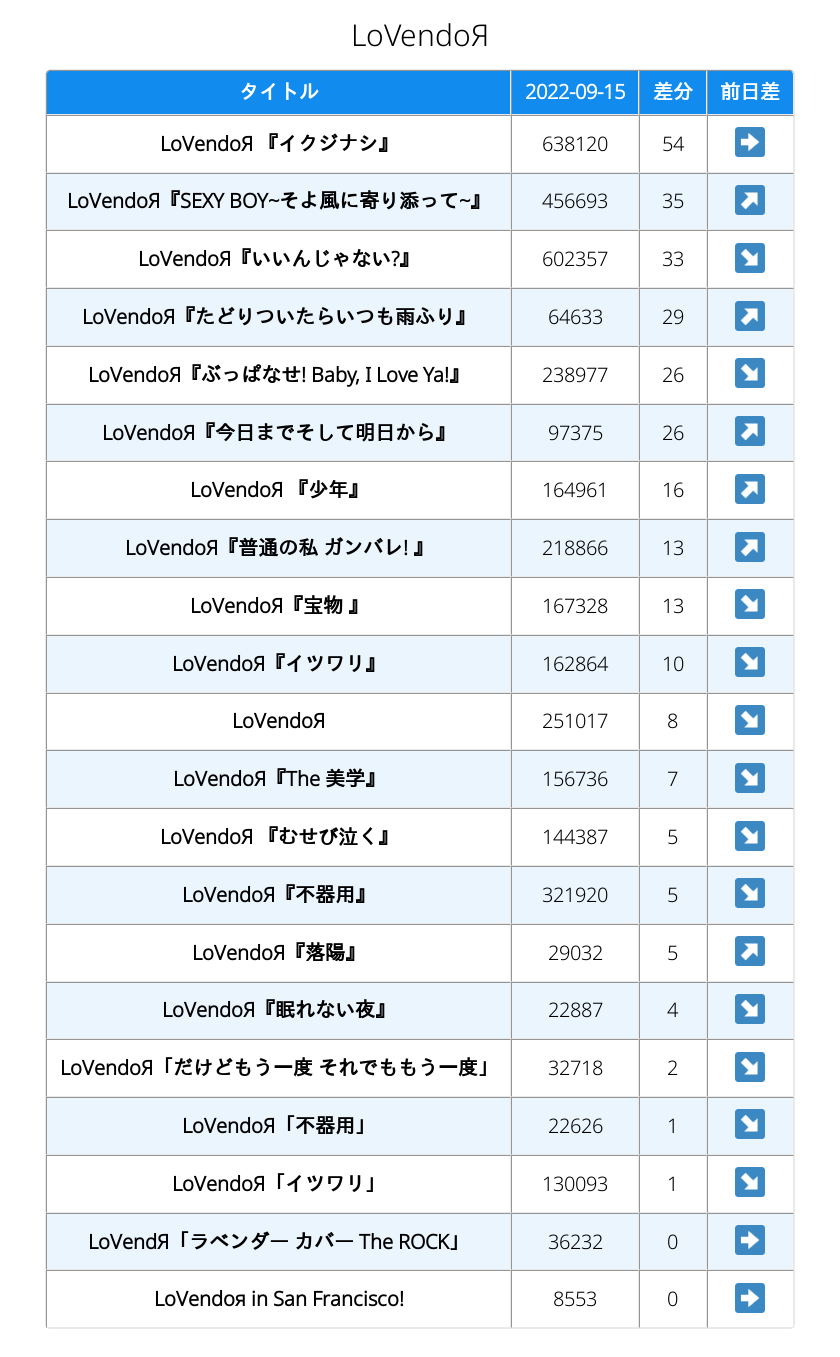 LoVendoЯ
タイトル 2022-09-15 差分 前日差
LoVendoЯ 『イクジナシ』 638120 54 ➡
LoVendoЯ『SEXY BOY~そよ風に寄り添って~』 456693 35 ↗
LoVendoЯ『いいんじゃない?』 602357 33 ↘
LoVendoЯ『たどりついたらいつも雨ふり』 64633 29 ↗
LoVendoЯ『ぶっぱなせ! Baby, I Love Ya!』 238977 26 ↘
LoVendoЯ『今日までそして明日から』 97375 26 ↗
LoVendoЯ 『少年』 164961 16 ↗
LoVendoЯ『普通の私 ガンバレ! 』 218866 13 ↗
LoVendoЯ『宝物 』 167328 13 ↘
LoVendoЯ『イツワリ』 162864 10 ↘
LoVendoЯ 251017 8 ↘
LoVendoЯ『The 美学』 156736 7 ↘
LoVendoЯ 『むせび泣く』 144387 5 ↘
LoVendoЯ『不器用』 321920 5 ↘
LoVendoЯ『落陽』 29032 5 ↗
LoVendoЯ『眠れない夜』 22887 4 ↘
LoVendoЯ「だけどもう一度 それでももう一度」 32718 2 ↘
LoVendoЯ「不器用」 22626 1 ↘
LoVendoЯ「イツワリ」 130093 1 ↘
LoVendЯ「ラベンダー カバー The ROCK」 36232 0 ➡
LoVendoя in San Francisco! 8553 0 ➡